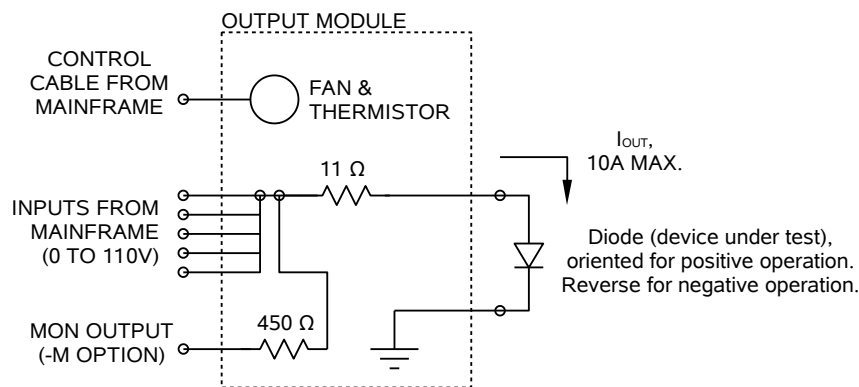 OUTPUT MODULE
CONTROL
CABLE FROM
MAINFRAME
FAN &
THERMISTOR
IOUT,
10A MAX.
11 Ω
INPUTS FROM
MAINFRAME
(0 TO 110V)
Diode (device under test),
oriented for positive operation.
Reverse for negative operation.
MON OUTPUT
(-M OPTION)
450 Ω